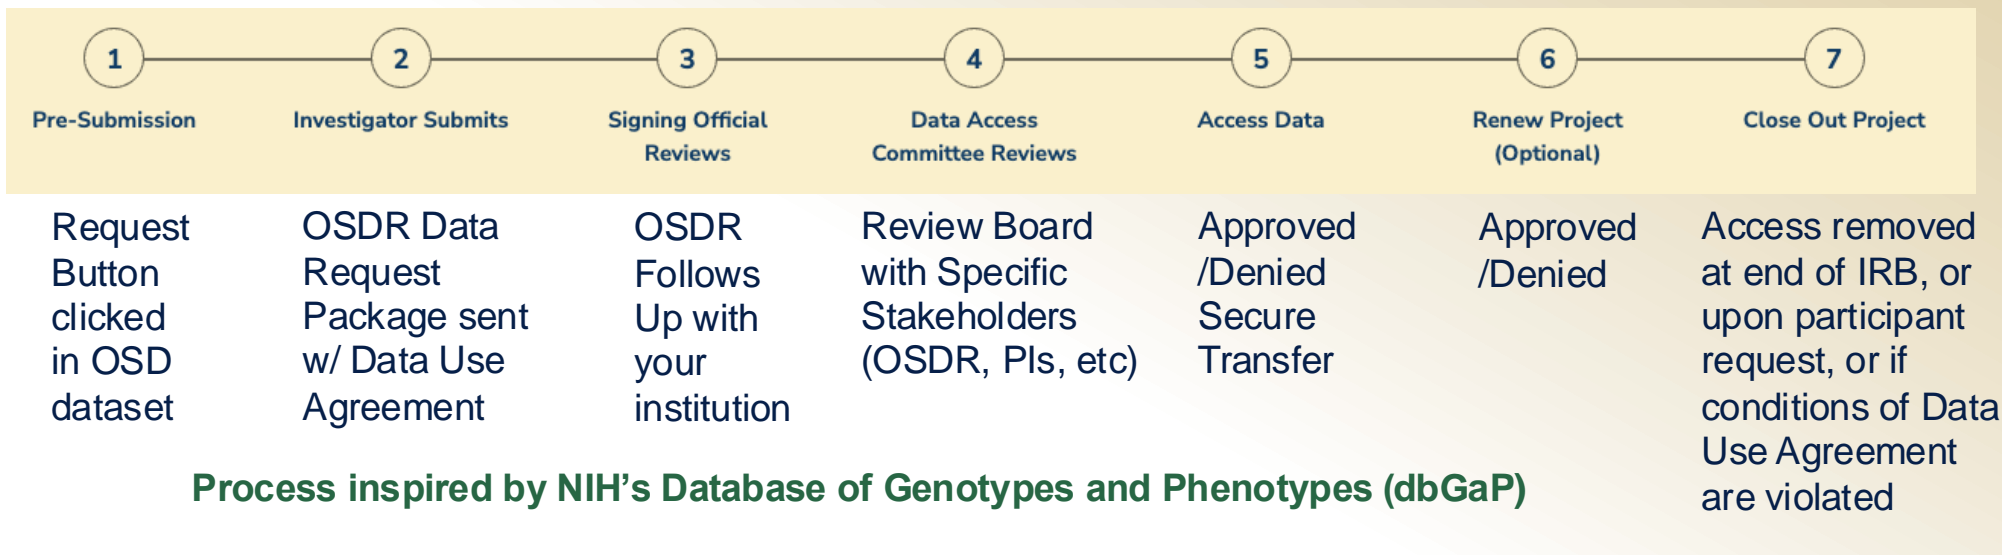 1
2
3
4
5
6
7
Pre-Submission
Investigator Submits
Signing Official
Reviews
Data Access
Committee Reviews
Access Data
Renew Project
(Optional)
Close Out Project
Request
Button
clicked
in OSD
dataset
OSDR Data
Request
Package sent
w/ Data Use
Agreement
OSDR
Follows
Up with
your
institution
Review Board
with Specific
Stakeholders
(OSDR, PIs, etc)
Approved
/Denied
Secure
Transfer
Approved
/Denied
Access removed
at end of IRB, or
upon participant
request, or if
conditions of Data
Use Agreement
are violated
Process inspired by NIH’s Database of Genotypes and Phenotypes (dbGaP)